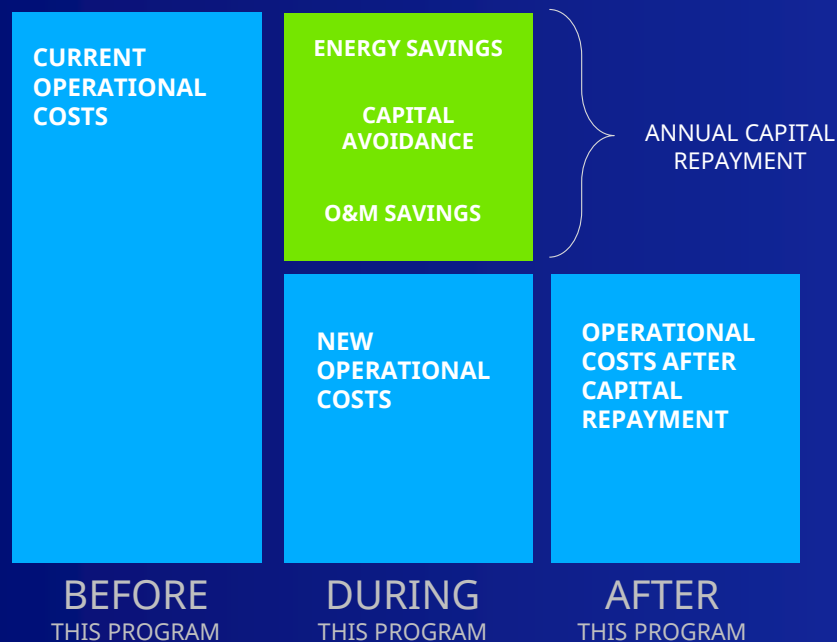 CURRENT
OPERATIONAL
COSTS
ENERGY SAVINGS
CAPITAL
AVOIDANCE
O&M SAVINGS
ANNUAL CAPITAL
REPAYMENT
NEW
OPERATIONAL
COSTS
OPERATIONAL
COSTS AFTER
CAPITAL
REPAYMENT
BEFORE
THIS PROGRAM
DURING
THIS PROGRAM
AFTER
THIS PROGRAM